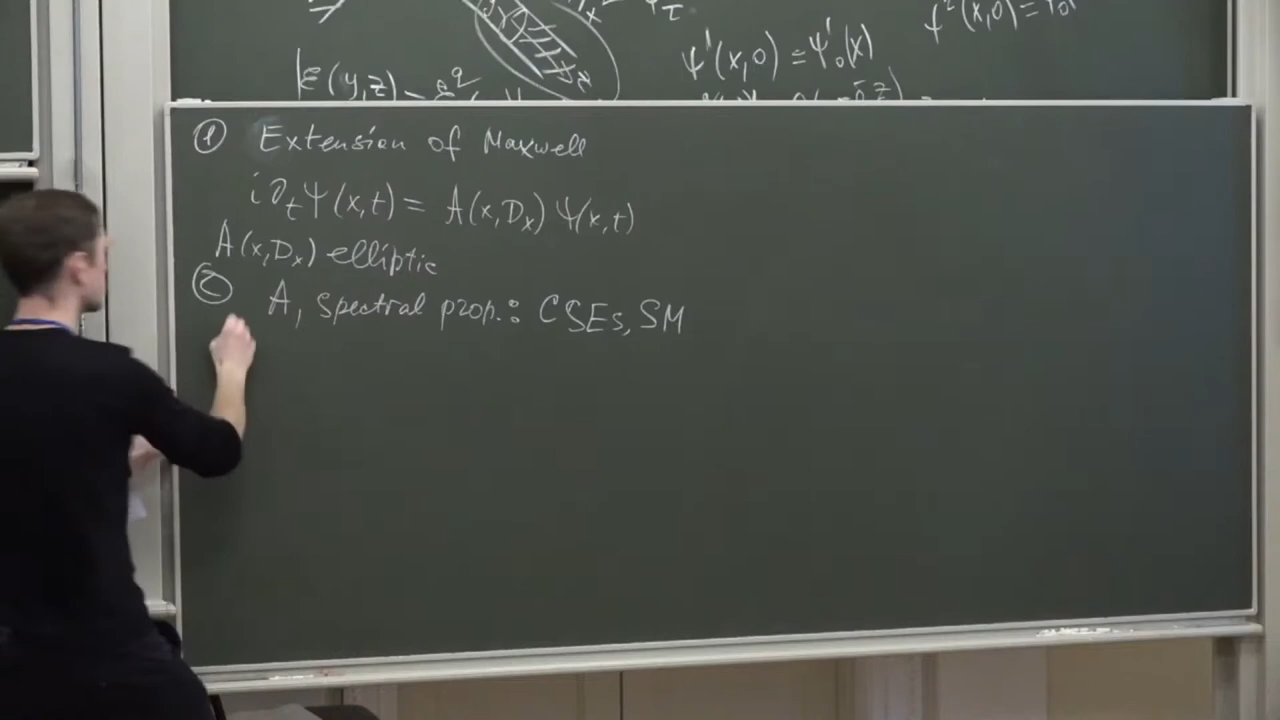 ψ'(x,0) = ψ'₀(x)
① Extension of Maxwell
i∂ₜψ(x,t) = A(x,Dₓ)ψ(x,t)
A(x,Dₓ) elliptic
② A, spectral prop.: CSEs, SM